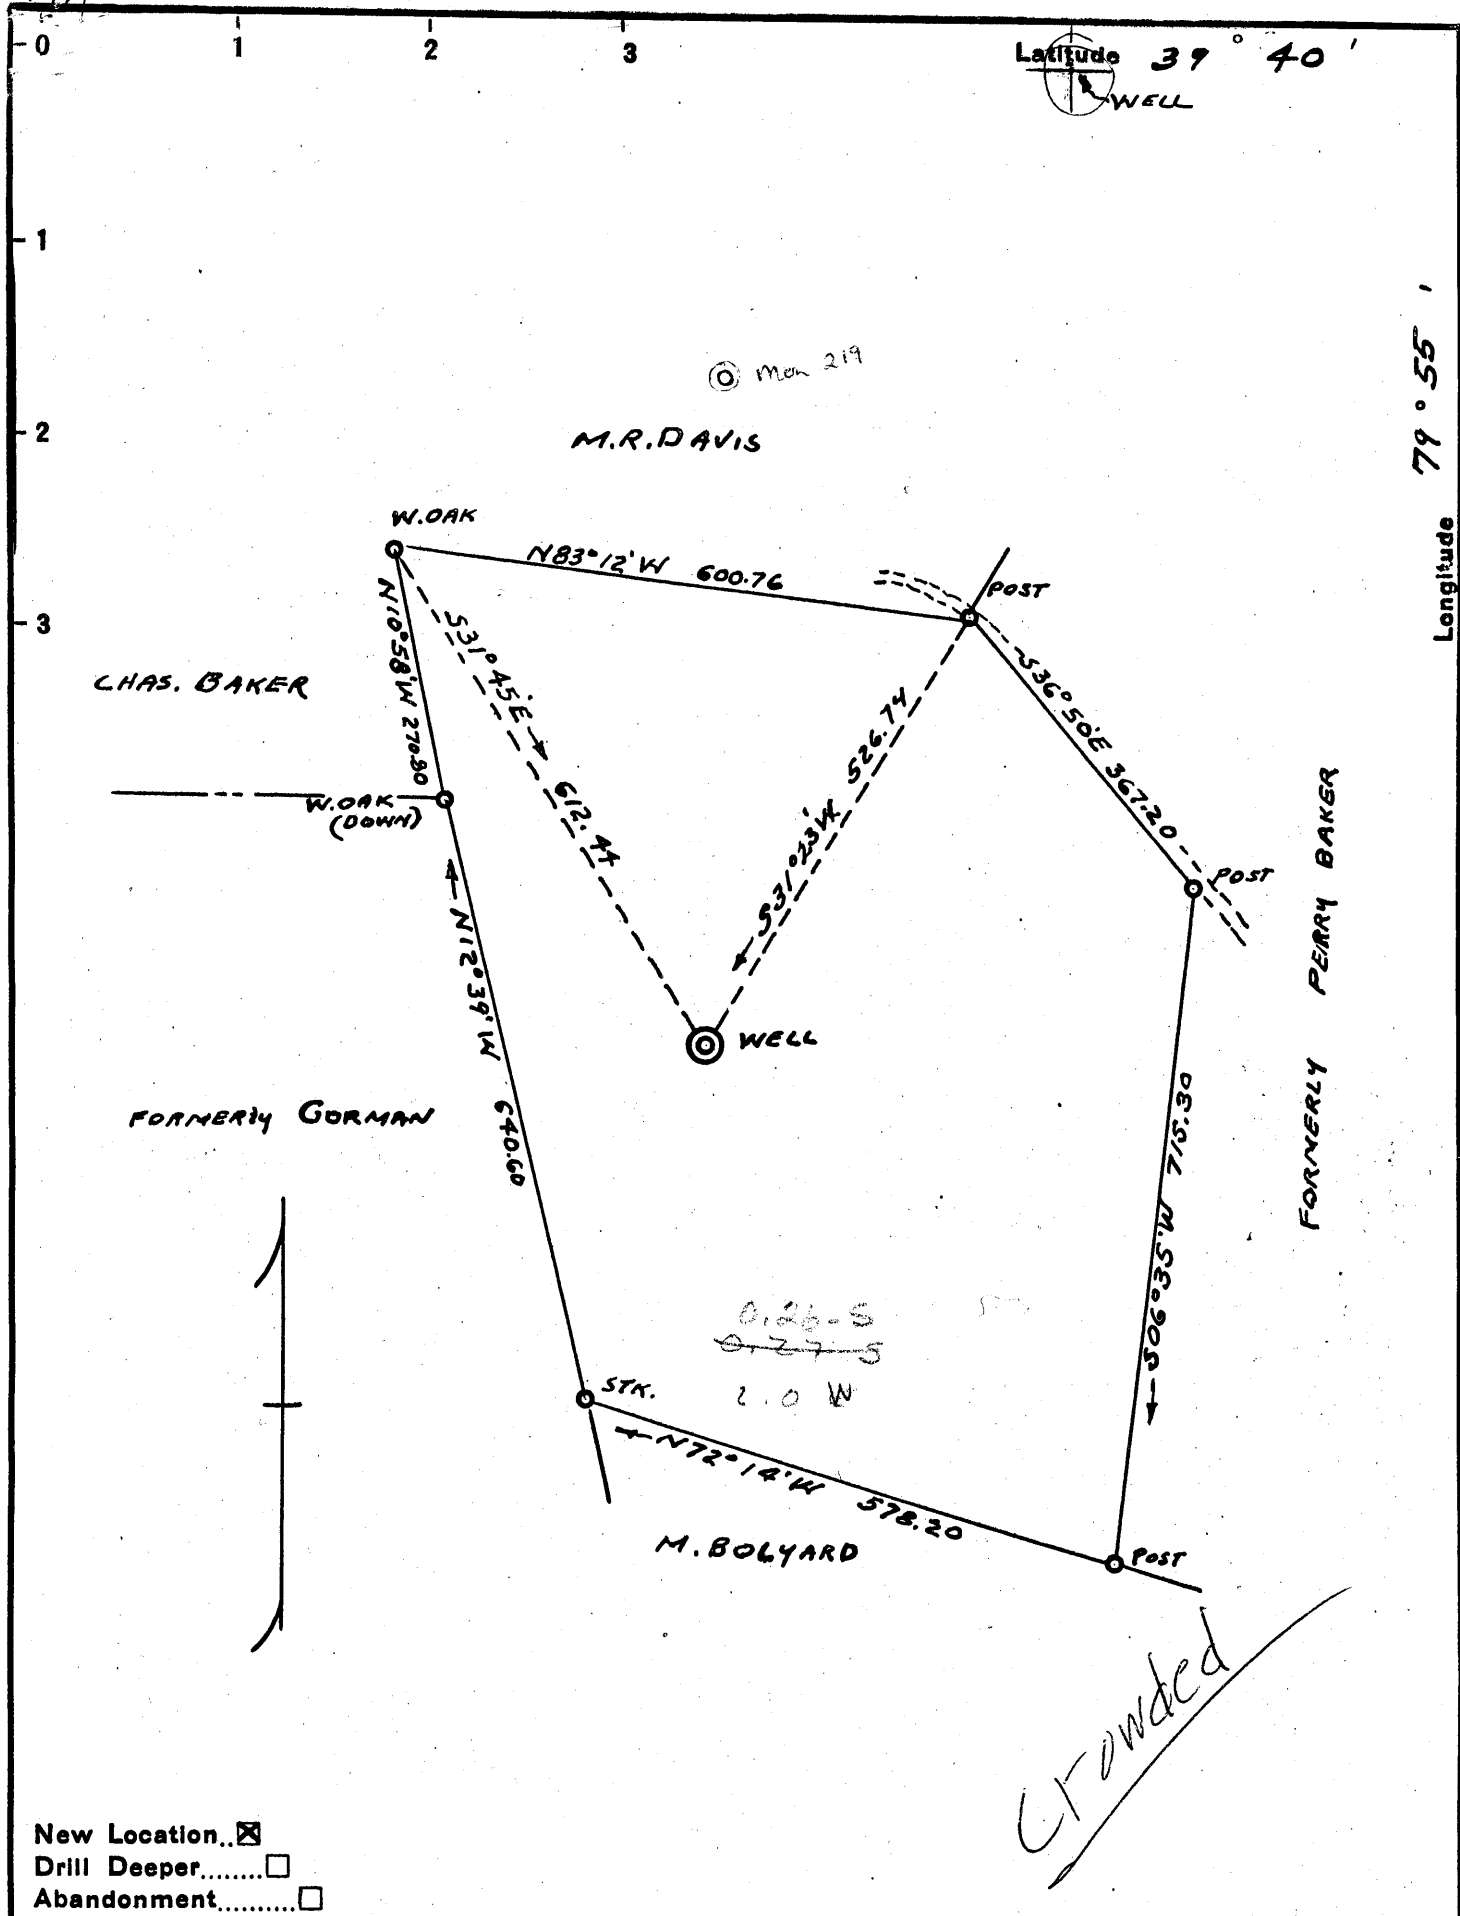 0 1 2 3
Latitude 39° 40'
WELL
1
Mon 219
2
M.R. DAVIS
Longitude 79° 55'
W.OAK
N83°12'W 600.76
POST
3
N10°58'W 270.80
S31°45'E
612.44
S31°23'W 526.74
S36°50'E 367.20
CHAS. BAKER
W.OAK
(DOWN)
POST
FORMERLY PERRY BAKER
N12°39'W 640.60
WELL
FORMERly GORMAN
S06°35'W 715.30
0.26-S
0.27-S
2.0 W
STK.
N72°14'W 578.20
M. BOLYARD
POST
Crowded
New Location..☒
Drill Deeper........☐
Abandonment..........☐